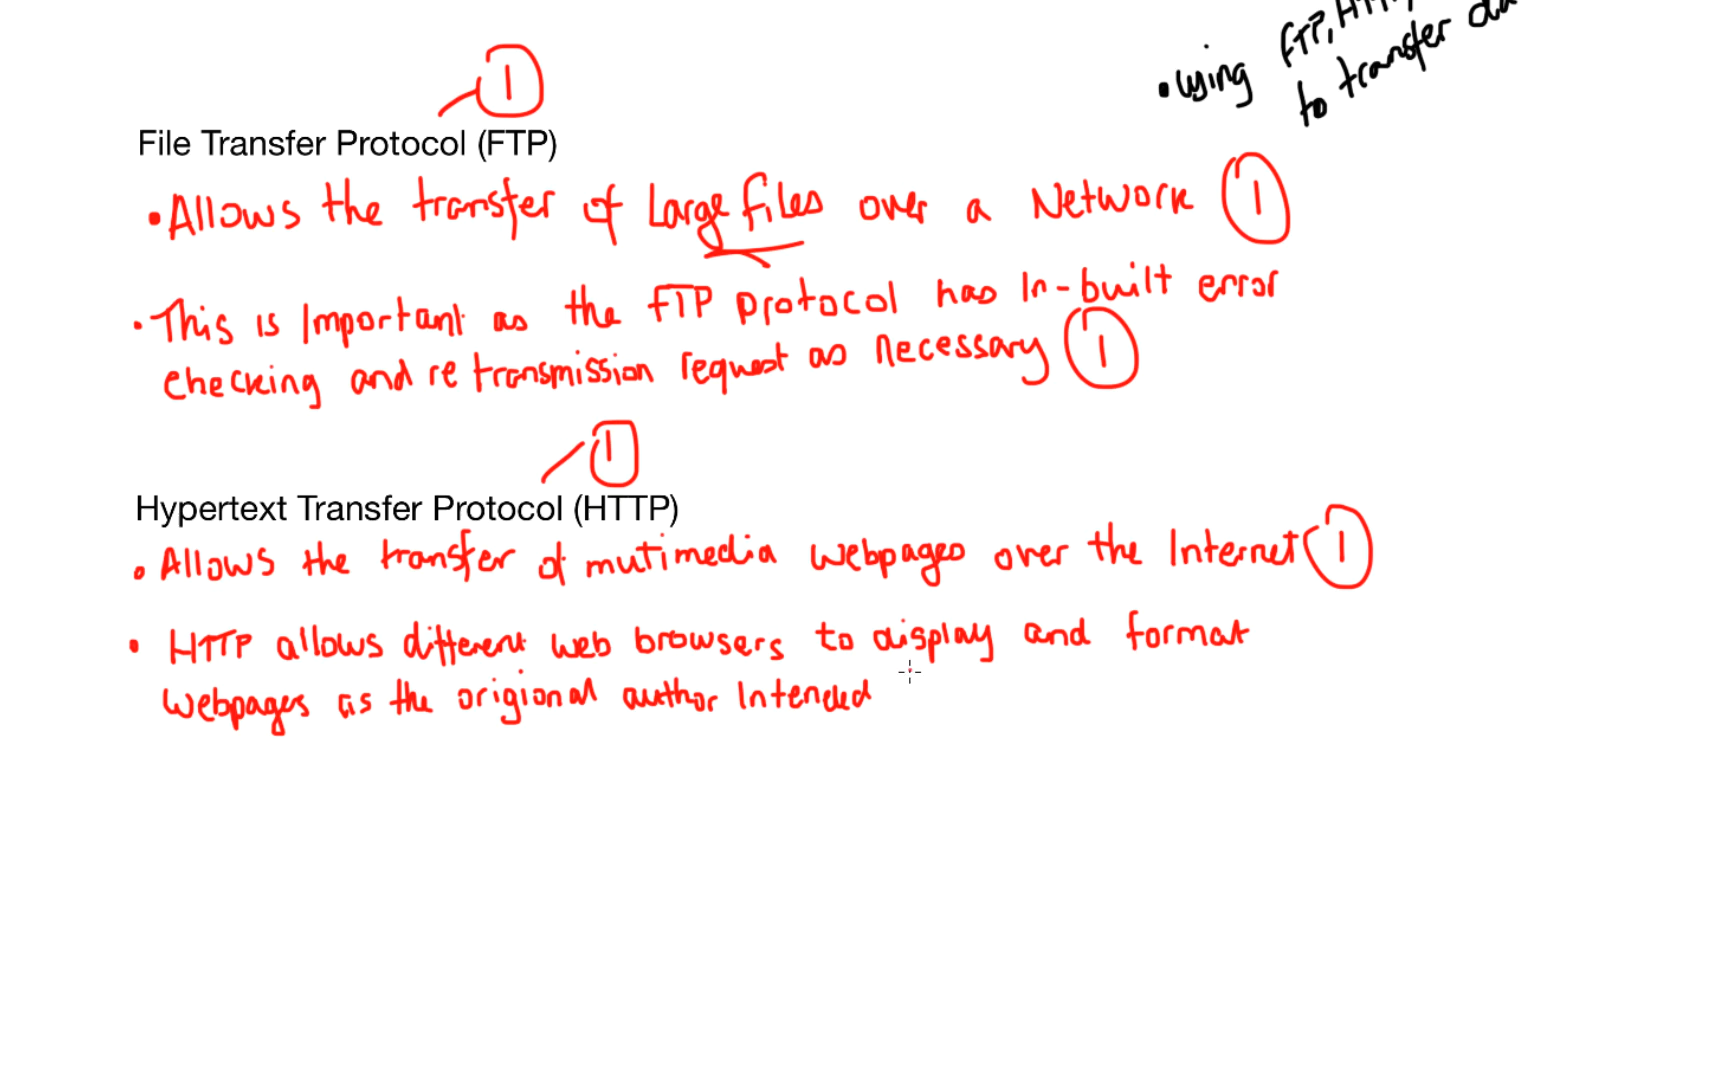 FTP, HTT
• using
to transfer da
1
File Transfer Protocol (FTP)
• Allows the transfer of large files over a Network 1
• This is Important as the FTP protocol has In-built error
checking and re transmission request as necessary 1
1
Hypertext Transfer Protocol (HTTP)
• Allows the transfer of mutimedia webpages over the Internet 1
• HTTP allows different web browsers to display and format
webpages as the origional author Intended